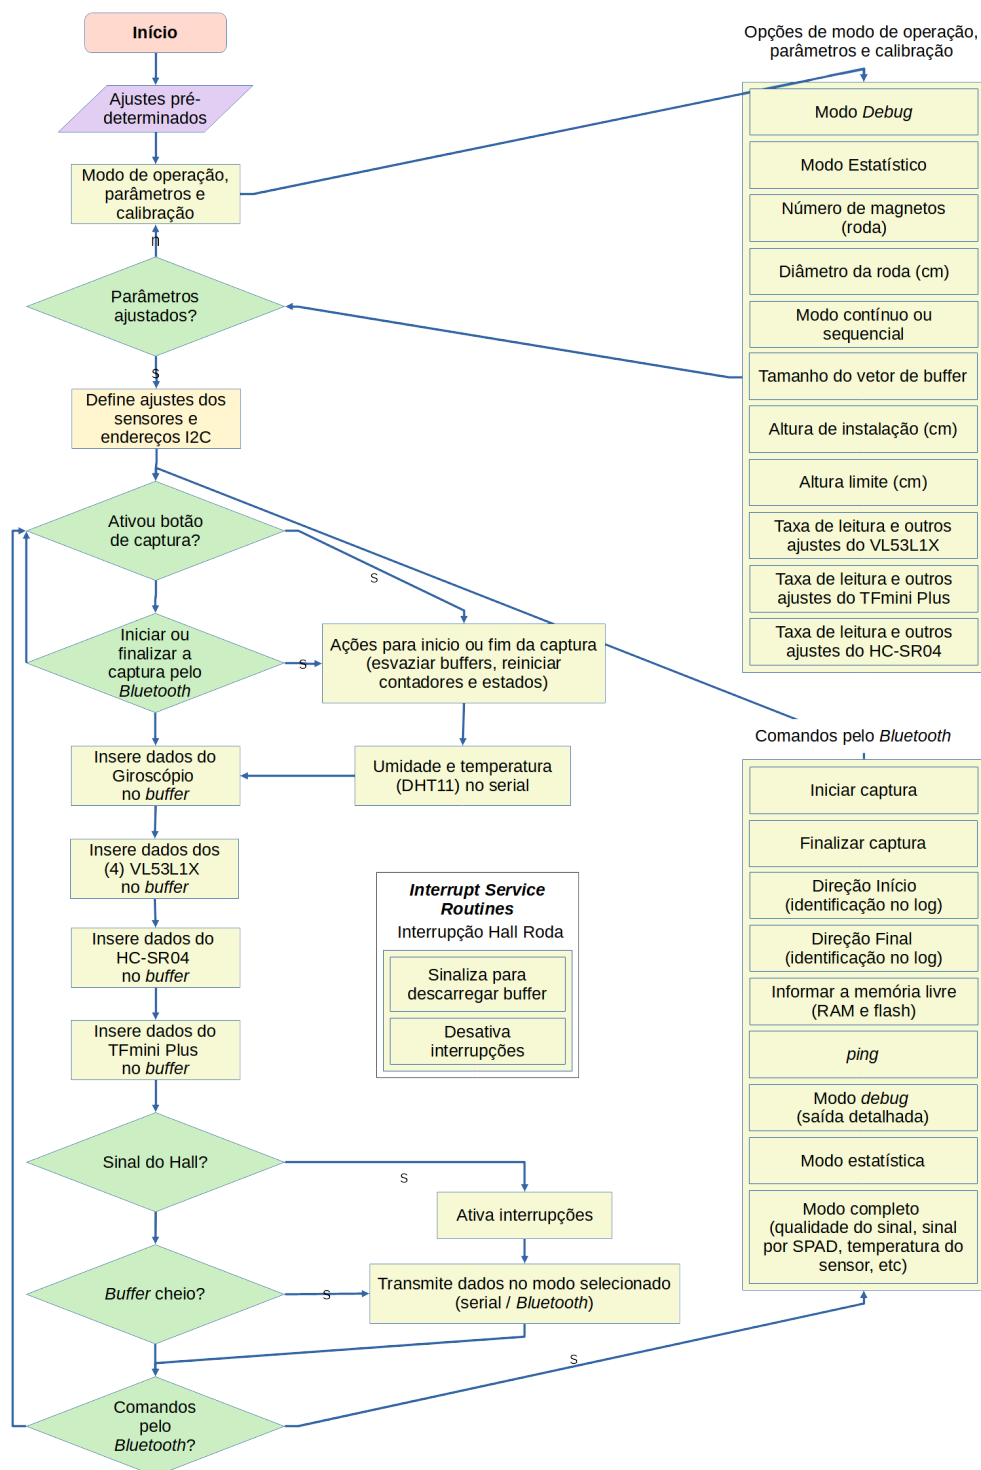 Início
Ajustes pré-
determinados
Modo de operação,
parâmetros e
calibração
n
Parâmetros
ajustados?
s
Define ajustes dos
sensores e
endereços I2C
Ativou botão
de captura?
s
Iniciar ou
finalizar a
captura pelo
Bluetooth
s
Ações para inicio ou fim da captura
(esvaziar buffers, reiniciar
contadores e estados)
Umidade e temperatura
(DHT11) no serial
Insere dados do
Giroscópio
no buffer
Insere dados dos
(4) VL53L1X
no buffer
Insere dados do
HC-SR04
no buffer
Insere dados do
TFmini Plus
no buffer
Interrupt Service
Routines
Interrupção Hall Roda
Sinaliza para
descarregar buffer
Desativa
interrupções
Sinal do Hall?
s
Ativa interrupções
Buffer cheio?
s
Transmite dados no modo selecionado
(serial / Bluetooth)
Comandos
pelo
Bluetooth?
s
Opções de modo de operação,
parâmetros e calibração
Modo Debug
Modo Estatístico
Número de magnetos
(roda)
Diâmetro da roda (cm)
Modo contínuo ou
sequencial
Tamanho do vetor de buffer
Altura de instalação (cm)
Altura limite (cm)
Taxa de leitura e outros
ajustes do VL53L1X
Taxa de leitura e outros
ajustes do TFmini Plus
Taxa de leitura e outros
ajustes do HC-SR04
Comandos pelo Bluetooth
Iniciar captura
Finalizar captura
Direção Início
(identificação no log)
Direção Final
(identificação no log)
Informar a memória livre
(RAM e flash)
ping
Modo debug
(saída detalhada)
Modo estatística
Modo completo
(qualidade do sinal, sinal
por SPAD, temperatura do
sensor, etc)